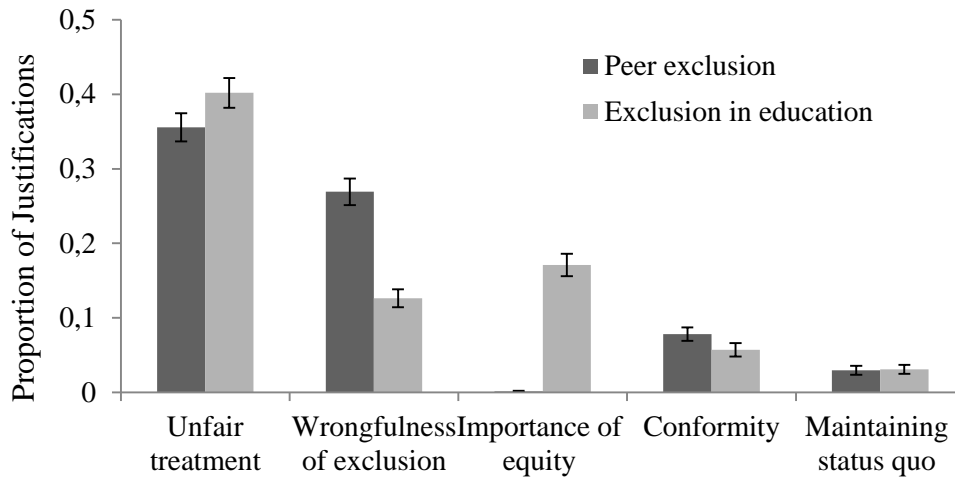 0,5
0,4
0,3
0,2
0,1
0
Proportion of Justifications
Peer exclusion
Exclusion in education
Unfair
treatment
Wrongfulness
of exclusion
Importance of
equity
Conformity
Maintaining
status quo